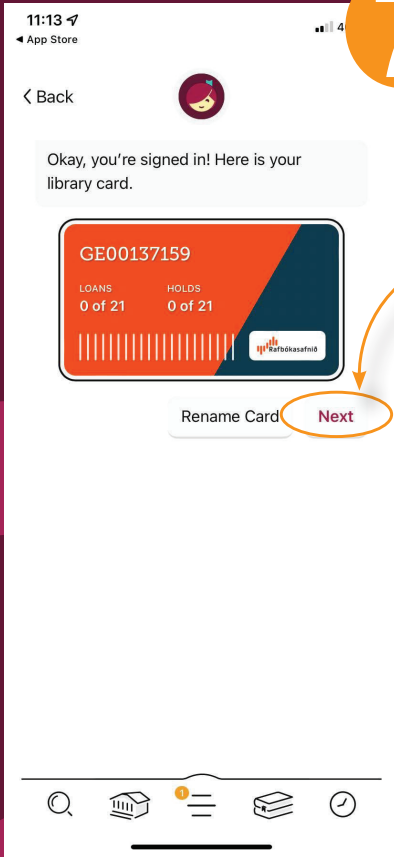 11:13
App Store
Back
Okay, you're signed in! Here is your
library card.
GE00137159
LOANS HOLDS
0 of 21 0 of 21
Rafbókasafnið
Rename Card Next
1